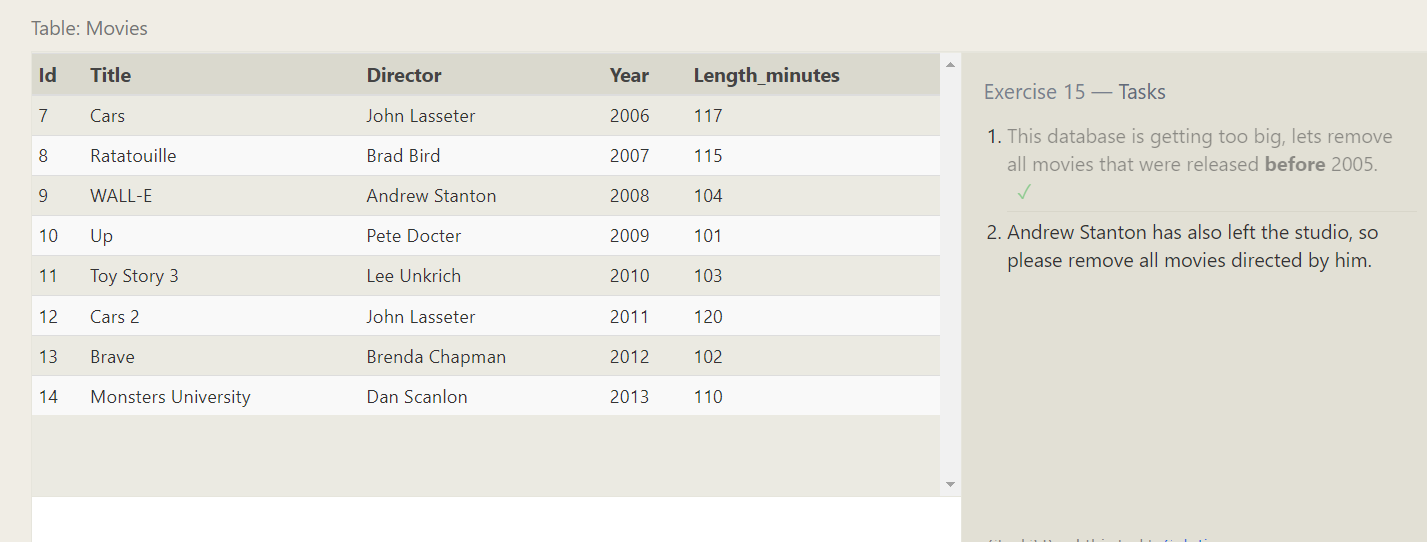 Table: Movies
Id Title Director Year Length_minutes
7 Cars John Lasseter 2006 117
8 Ratatouille Brad Bird 2007 115
9 WALL-E Andrew Stanton 2008 104
10 Up Pete Docter 2009 101
11 Toy Story 3 Lee Unkrich 2010 103
12 Cars 2 John Lasseter 2011 120
13 Brave Brenda Chapman 2012 102
14 Monsters University Dan Scanlon 2013 110
Exercise 15 — Tasks
1. This database is getting too big, lets remove
all movies that were released before 2005.
✓
2. Andrew Stanton has also left the studio, so
please remove all movies directed by him.